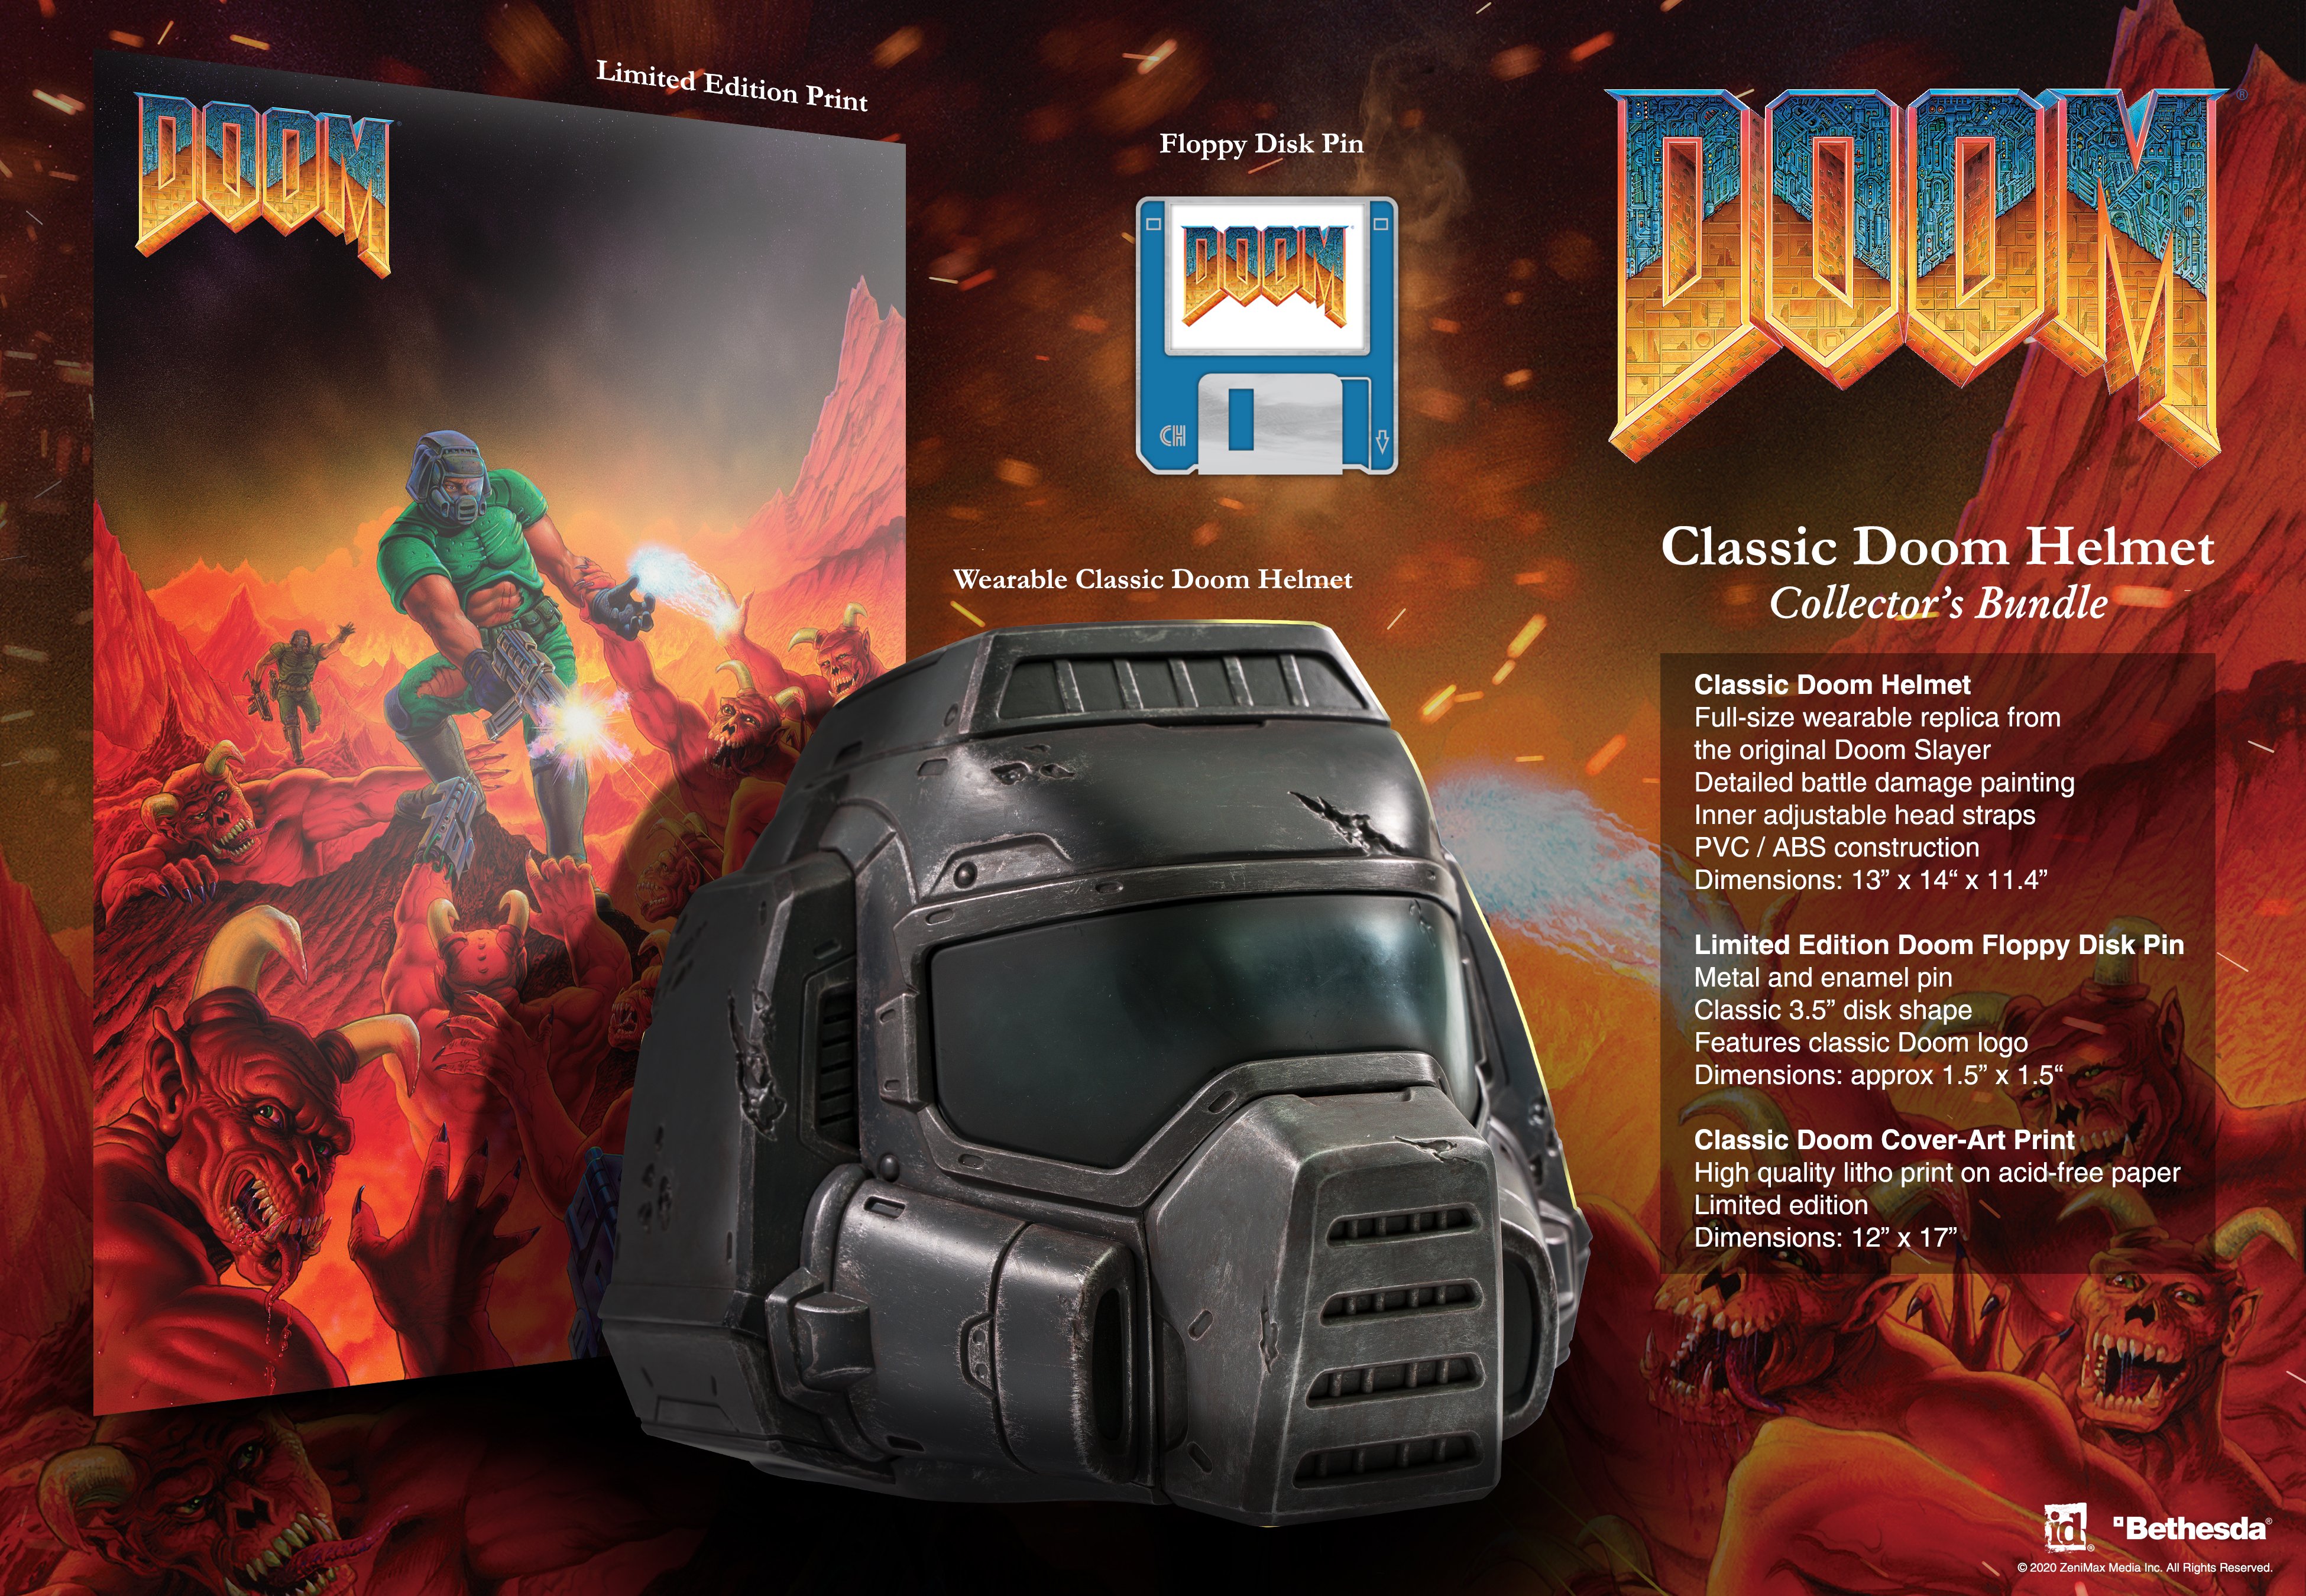 DOOM
Limited Edition Print
Floppy Disk Pin
DOOM
CH
Wearable Classic Doom Helmet
DOOM®
Classic Doom Helmet
Collector’s Bundle
Classic Doom Helmet
Full-size wearable replica from
the original Doom Slayer
Detailed battle damage painting
Inner adjustable head straps
PVC / ABS construction
Dimensions: 13” x 14“ x 11.4”
Limited Edition Doom Floppy Disk Pin
Metal and enamel pin
Classic 3.5” disk shape
Features classic Doom logo
Dimensions: approx 1.5” x 1.5“
Classic Doom Cover-Art Print
High quality litho print on acid-free paper
Limited edition
Dimensions: 12” x 17”
id® Bethesda®
© 2020 ZeniMax Media Inc. All Rights Reserved.